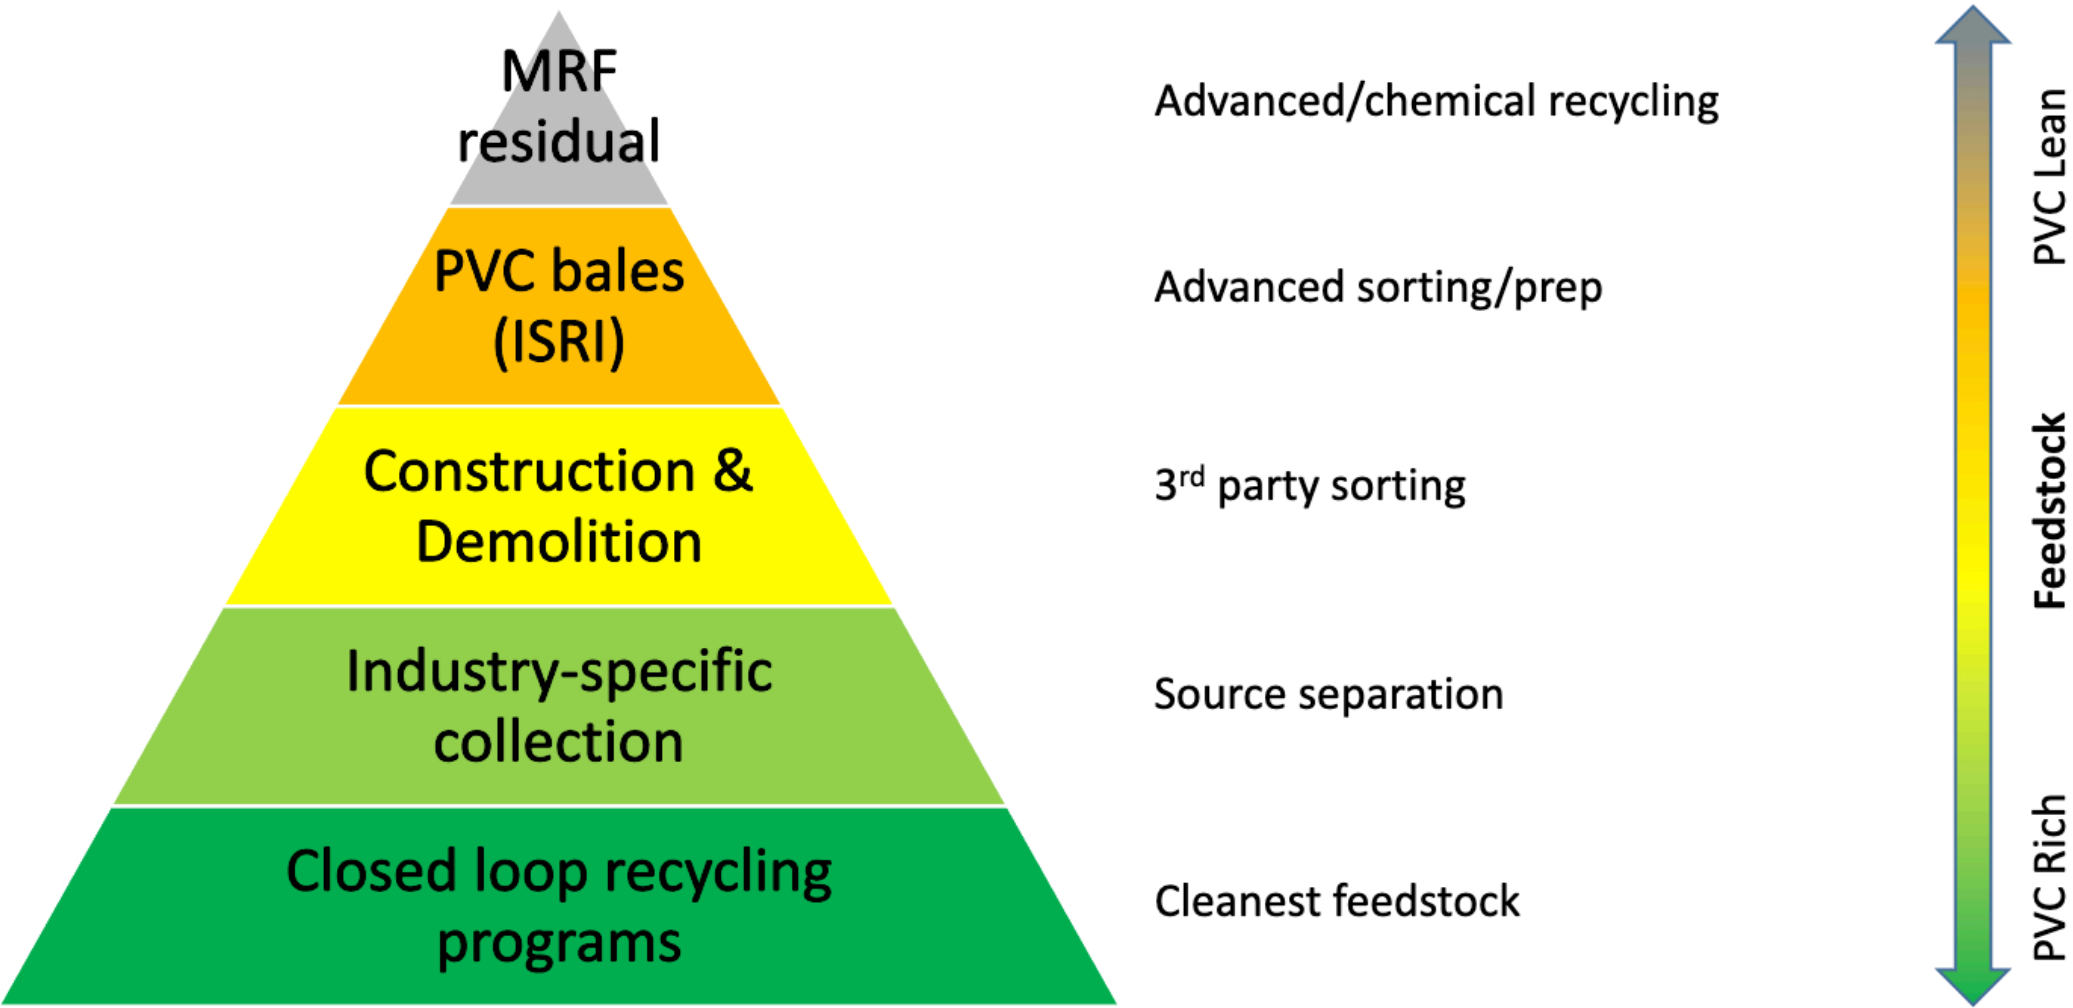 MRF
residual
Advanced/chemical recycling
PVC bales
(ISRI)
Advanced sorting/prep
Construction &
Demolition
3rd party sorting
Industry-specific
collection
Source separation
Closed loop recycling
programs
Cleanest feedstock
PVC Lean
Feedstock
PVC Rich